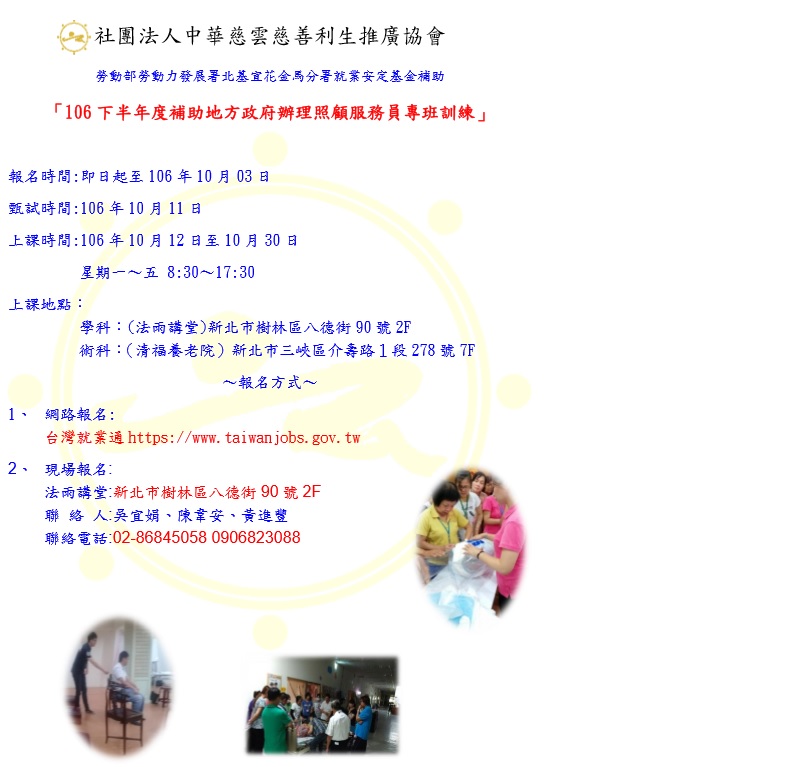 社團法人中華慈雲慈善利生推廣協會
勞動部勞動力發展署北基宜花金馬分署就業安定基金補助
「106 下半年度補助地方政府辦理照顧服務員專班訓練」
報名時間:即日起至 106 年 10 月 03 日
甄試時間:106 年 10 月 11 日
上課時間:106 年 10 月 12 日至 10 月 30 日
星期一～五 8:30～17:30
上課地點：
學科：(法雨講堂)新北市樹林區八德街 90 號 2F
術科：(清福養老院) 新北市三峽區介壽路１段 278 號 7F
～報名方式～
1、 網路報名:
台灣就業通 https://www.taiwanjobs.gov.tw
2、 現場報名:
法雨講堂:新北市樹林區八德街 90 號 2F
聯 絡 人:吳宜娟、陳韋安、黃進豐
聯絡電話:02-86845058 0906823088